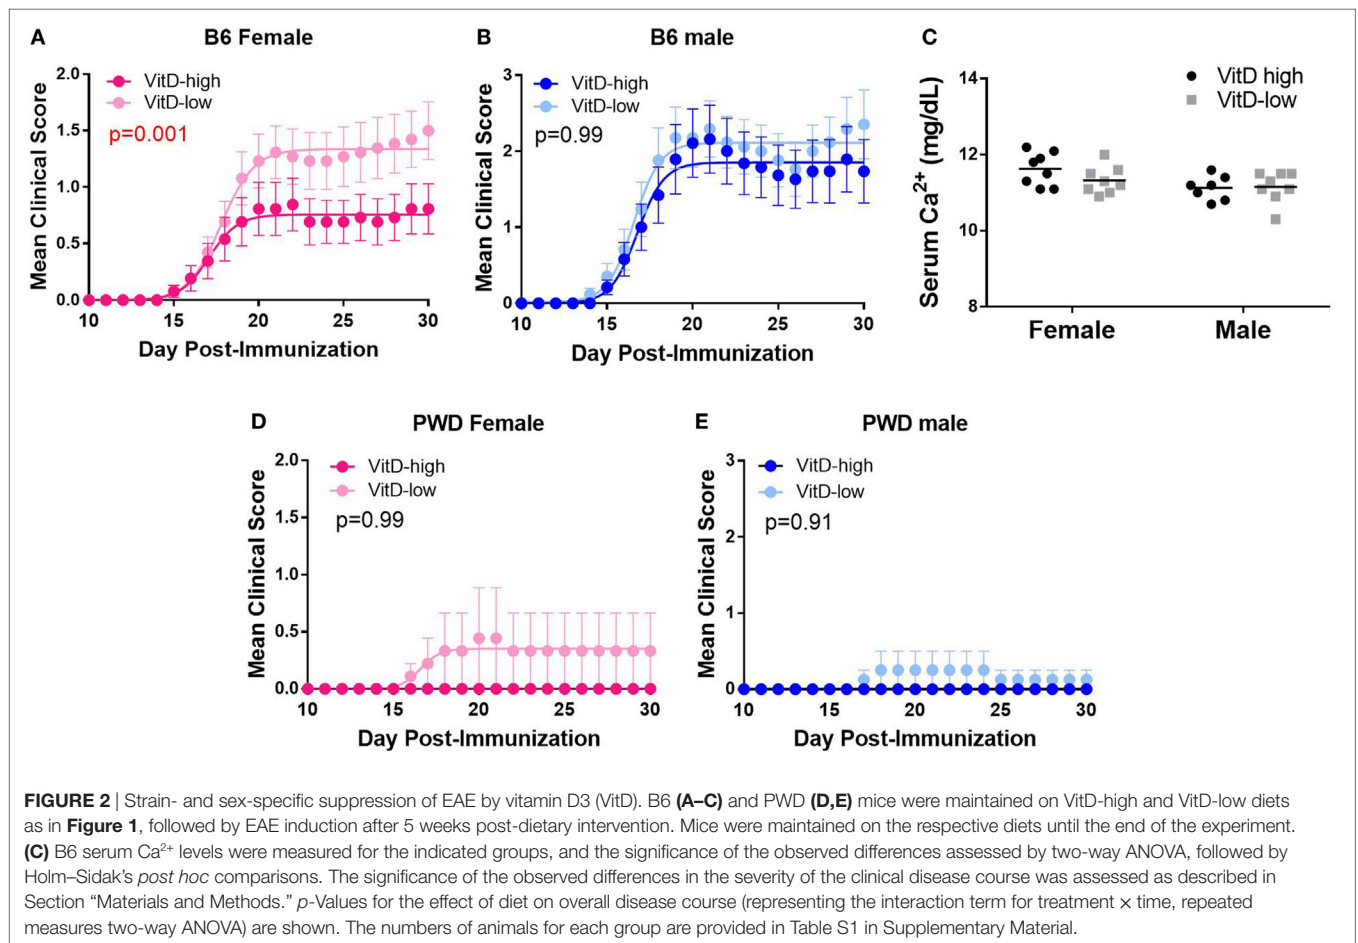 A
B6 Female
VitD-high
VitD-low
p=0.001
Mean Clinical Score
2.0
1.5
1.0
0.5
0.0
10
15
20
25
30
Day Post-Immunization
B
B6 male
VitD-high
VitD-low
p=0.99
Mean Clinical Score
3
2
1
0
10
15
20
25
30
Day Post-Immunization
C
VitD high
VitD-low
Serum Ca²⁺ (mg/dL)
14
12
10
8
Female
Male
D
PWD Female
VitD-high
VitD-low
p=0.99
Mean Clinical Score
2.0
1.5
1.0
0.5
0.0
10
15
20
25
30
Day Post-Immunization
E
PWD male
VitD-high
VitD-low
p=0.91
Mean Clinical Score
3
2
1
0
10
15
20
25
30
Day Post-Immunization
FIGURE 2 | Strain- and sex-specific suppression of EAE by vitamin D3 (VitD). B6 (A–C) and PWD (D,E) mice were maintained on VitD-high and VitD-low diets
as in Figure 1, followed by EAE induction after 5 weeks post-dietary intervention. Mice were maintained on the respective diets until the end of the experiment.
(C) B6 serum Ca²⁺ levels were measured for the indicated groups, and the significance of the observed differences assessed by two-way ANOVA, followed by
Holm–Sidak's post hoc comparisons. The significance of the observed differences in the severity of the clinical disease course was assessed as described in
Section “Materials and Methods.” p-Values for the effect of diet on overall disease course (representing the interaction term for treatment × time, repeated
measures two-way ANOVA) are shown. The numbers of animals for each group are provided in Table S1 in Supplementary Material.